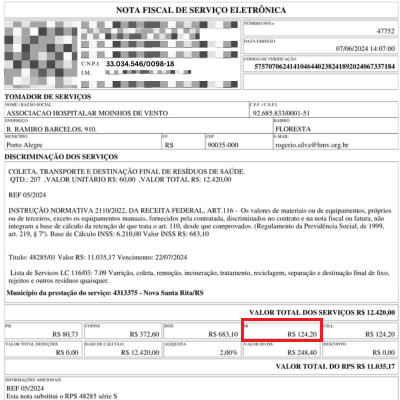 NOTA FISCAL DE SERVIÇO ELETRÔNICA
NÚMERO NFS-e
47752
DATA EMISSÃO
07/06/2024 14:07:00
CÓDIGO DE VERIFICAÇÃO
C.N.P.J. 33.034.546/0098-18
I.M.
TOMADOR DE SERVIÇOS
NOME / RAZÃO SOCIAL C.P.F. / C.N.P.J.
ASSOCIACAO HOSPITALAR MOINHOS DE VENTO 92.685.833/0001-51
ENDEREÇO BAIRRO
R. RAMIRO BARCELOS, 910. FLORESTA
MUNICÍPIO UF CEP E-MAIL
Porto Alegre RS 90035-000 rogerio.silva@hmv.org.br
DISCRIMINAÇÃO DOS SERVIÇOS
COLETA, TRANSPORTE E DESTINAÇÃO FINAL DE RESÍDUOS DE SAÚDE.
QTD.: 207 ,VALOR UNITÁRIO R$: 60,00 ,VALOR FINAL R$: 12.420,00
REF 05/2024
INSTRUÇÃO NORMATIVA 2110/2022, DA RECEITA FEDERAL, ART.116 - Os valores de materiais ou de equipamentos, próprios
ou de terceiros, exceto os equipamentos manuais, fornecidos pela contratada, discriminados no contrato e na nota fiscal ou fatura, não
integram a base de cálculo da retenção de que trata o art. 110, desde que comprovados. (Regulamento da Previdência Social, de 1999,
art. 219, § 7º). Base de Cálculo INSS R$: 6.210,00 Valor INSS R$: 683,10
Titulo: 48285/01 Valor R$: 11.035,17 Vencimento: 22/07/2024
Lista de Servicos LC 116/03: 7.09 Varrição, coleta, remoção, incineração, tratamento, reciclagem, separação e destinação final de lixo,
rejeitos e outros resíduos quaisquer.
Município da prestação do serviço: 4313375 - Nova Santa Rita/RS
VALOR TOTAL DOS SERVIÇOS R$ 12.420,00
PIS COFINS INSS IR CSLL
R$ 80,73 R$ 372,60 R$ 683,10 R$ 124,20 R$ 124,20
VALOR TOTAL DEDUÇÕES BASE DE CÁLCULO ALÍQUOTA VALOR DO ISS DESCONTO
R$ 0,00 R$ 12.420,00 2,00% R$ 248,40 R$ 0,00
VALOR TOTAL DO RPS R$ 11.035,17
INFORMAÇÕES ADICIONAIS
REF 05/2024
Esta nota substitui o RPS 48285 série S